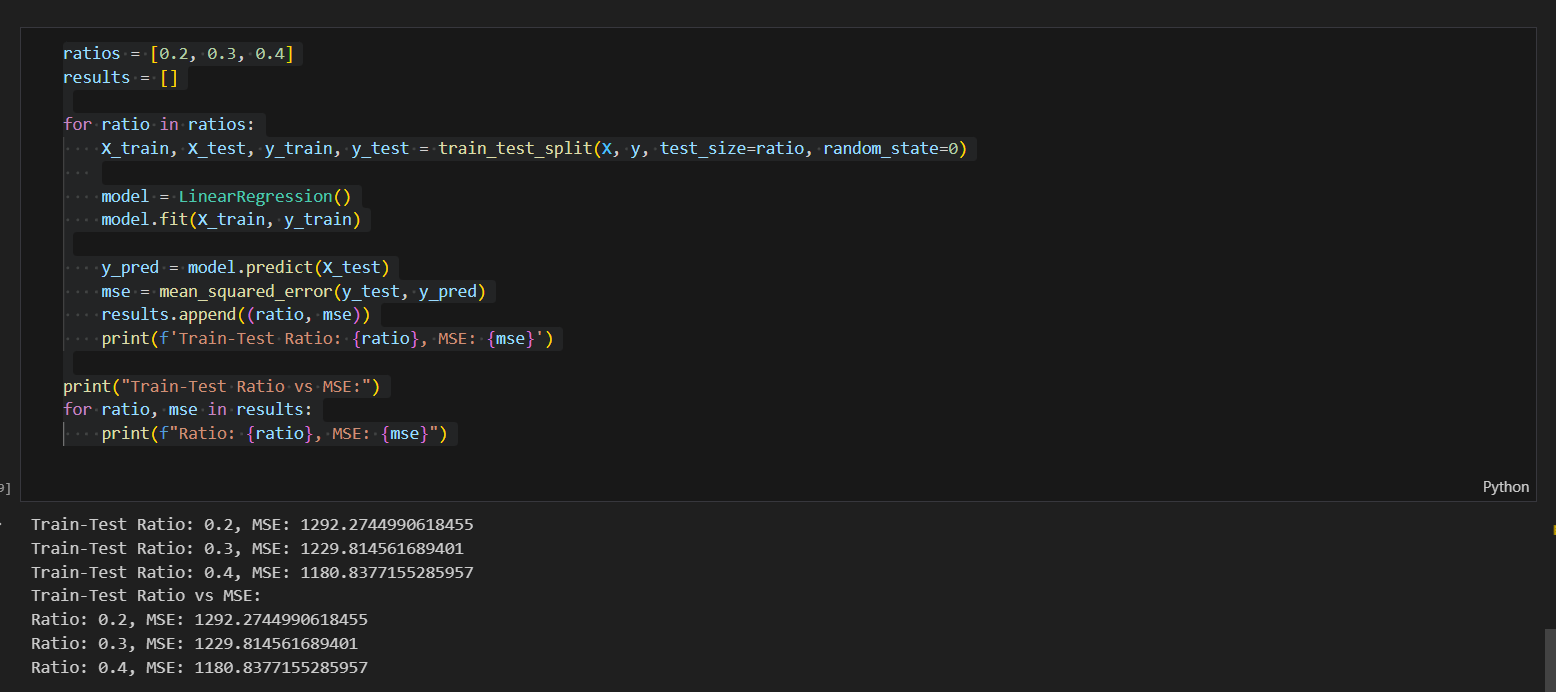 ratios = [0.2, 0.3, 0.4]
results = []
for ratio in ratios:
X_train, X_test, y_train, y_test = train_test_split(X, y, test_size=ratio, random_state=0)
model = LinearRegression()
model.fit(X_train, y_train)
y_pred = model.predict(X_test)
mse = mean_squared_error(y_test, y_pred)
results.append((ratio, mse))
print(f'Train-Test Ratio: {ratio}, MSE: {mse}')
print("Train-Test Ratio vs MSE:")
for ratio, mse in results:
print(f"Ratio: {ratio}, MSE: {mse}")
9]
Python
Train-Test Ratio: 0.2, MSE: 1292.2744990618455
Train-Test Ratio: 0.3, MSE: 1229.814561689401
Train-Test Ratio: 0.4, MSE: 1180.8377155285957
Train-Test Ratio vs MSE:
Ratio: 0.2, MSE: 1292.2744990618455
Ratio: 0.3, MSE: 1229.814561689401
Ratio: 0.4, MSE: 1180.8377155285957